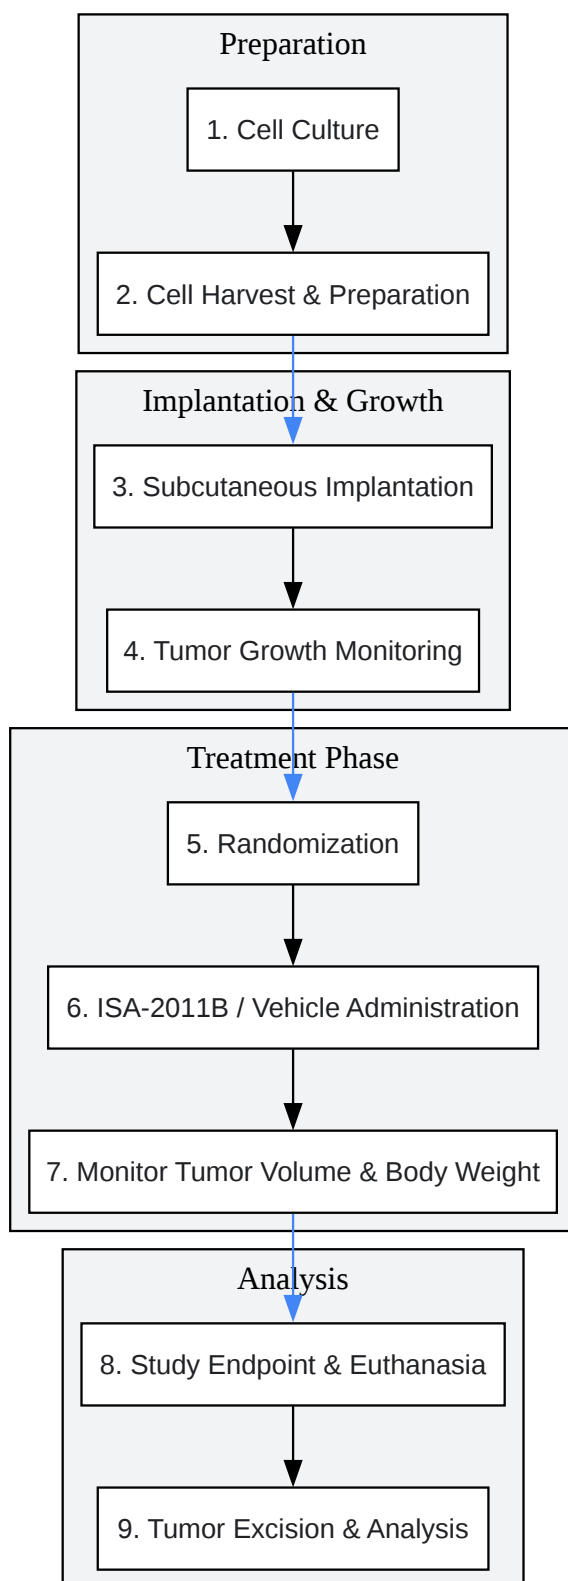 Preparation
1. Cell Culture
2. Cell Harvest & Preparation
Implantation & Growth
3. Subcutaneous Implantation
4. Tumor Growth Monitoring
Treatment Phase
5. Randomization
6. ISA-2011B / Vehicle Administration
7. Monitor Tumor Volume & Body Weight
Analysis
8. Study Endpoint & Euthanasia
9. Tumor Excision & Analysis